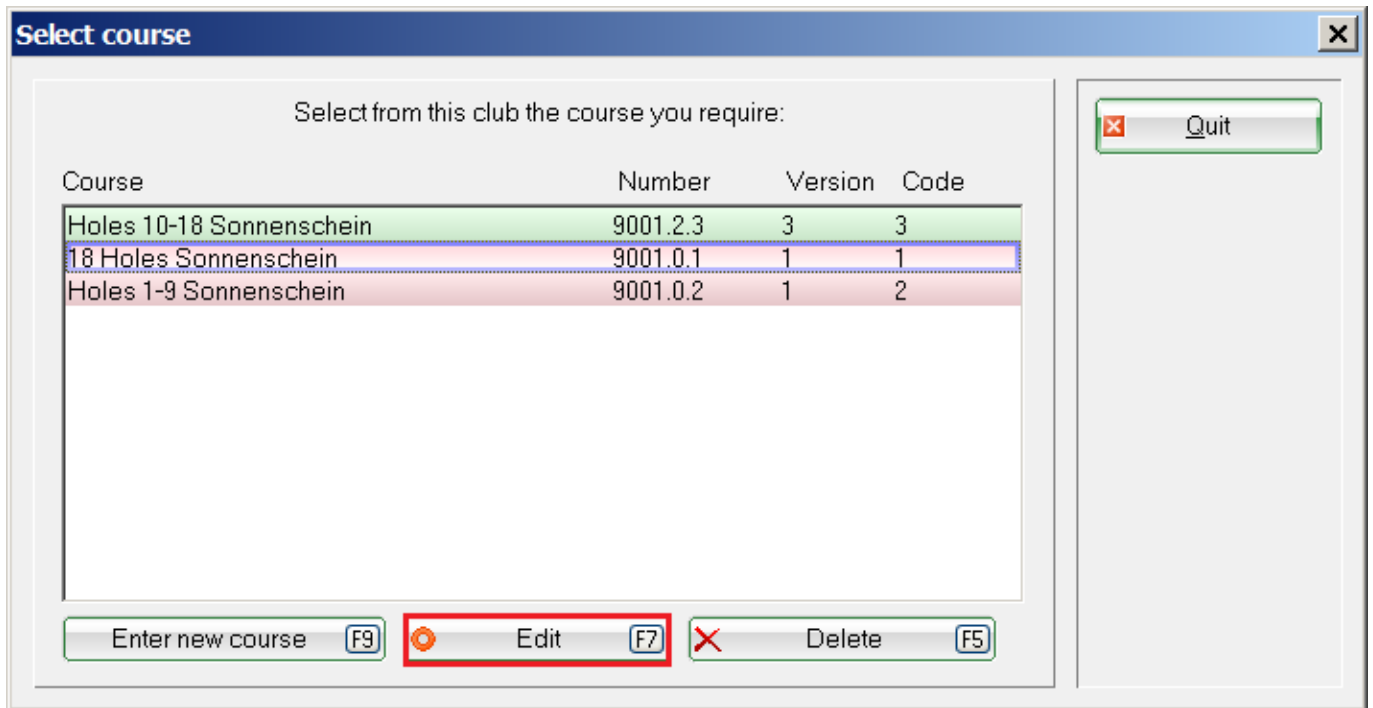 Select course
Select from this club the course you require:
Quit
Course Number Version Code
Holes 10-18 Sonnenschein 9001.2.3 3 3
18 Holes Sonnenschein 9001.0.1 1 1
Holes 1-9 Sonnenschein 9001.0.2 1 2
Enter new course F9 Edit F7 Delete F5